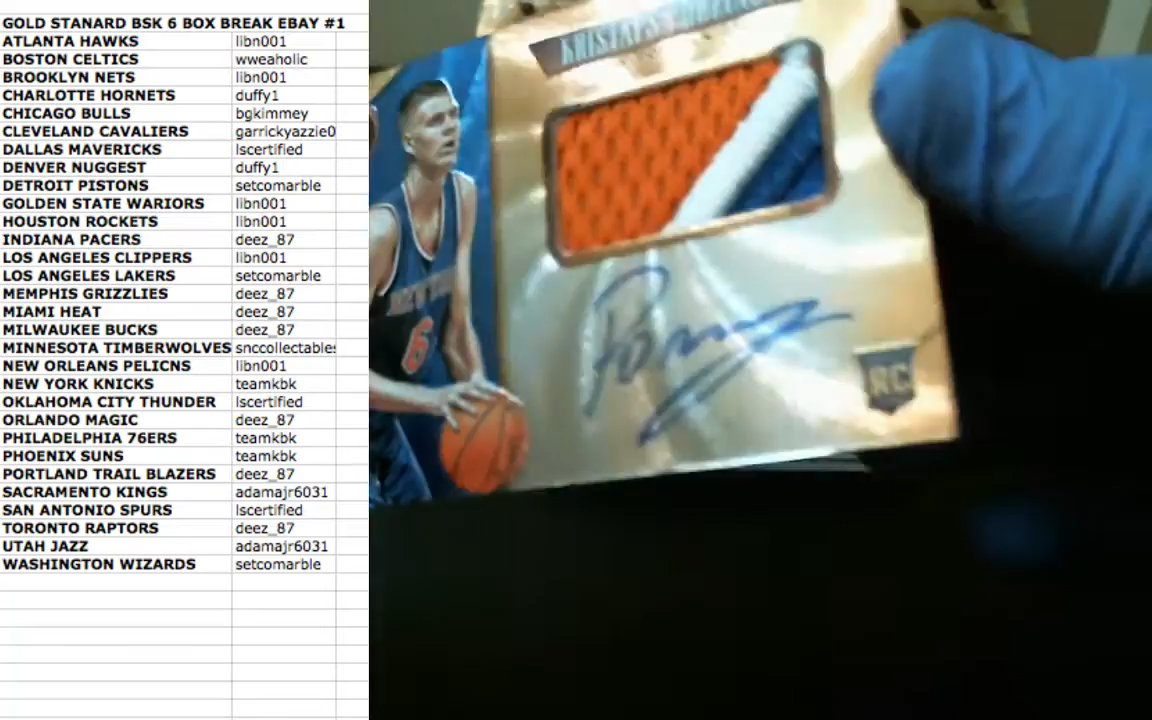 GOLD STANARD BSK 6 BOX BREAK EBAY #1
ATLANTA HAWKS libn001
BOSTON CELTICS wweaholic
BROOKLYN NETS libn001
CHARLOTTE HORNETS duffy1
CHICAGO BULLS bgkimmey
CLEVELAND CAVALIERS garrickyazzie0
DALLAS MAVERICKS lscertified
DENVER NUGGEST duffy1
DETROIT PISTONS setcomarble
GOLDEN STATE WARIORS libn001
HOUSTON ROCKETS libn001
INDIANA PACERS deez_87
LOS ANGELES CLIPPERS libn001
LOS ANGELES LAKERS setcomarble
MEMPHIS GRIZZLIES deez_87
MIAMI HEAT deez_87
MILWAUKEE BUCKS deez_87
MINNESOTA TIMBERWOLVES snccollectables
NEW ORLEANS PELICNS libn001
NEW YORK KNICKS teamkbk
OKLAHOMA CITY THUNDER lscertified
ORLANDO MAGIC deez_87
PHILADELPHIA 76ERS teamkbk
PHOENIX SUNS teamkbk
PORTLAND TRAIL BLAZERS deez_87
SACRAMENTO KINGS adamajr6031
SAN ANTONIO SPURS lscertified
TORONTO RAPTORS deez_87
UTAH JAZZ adamajr6031
WASHINGTON WIZARDS setcomarble
KRISTAPS
NEW YORK
6
RC